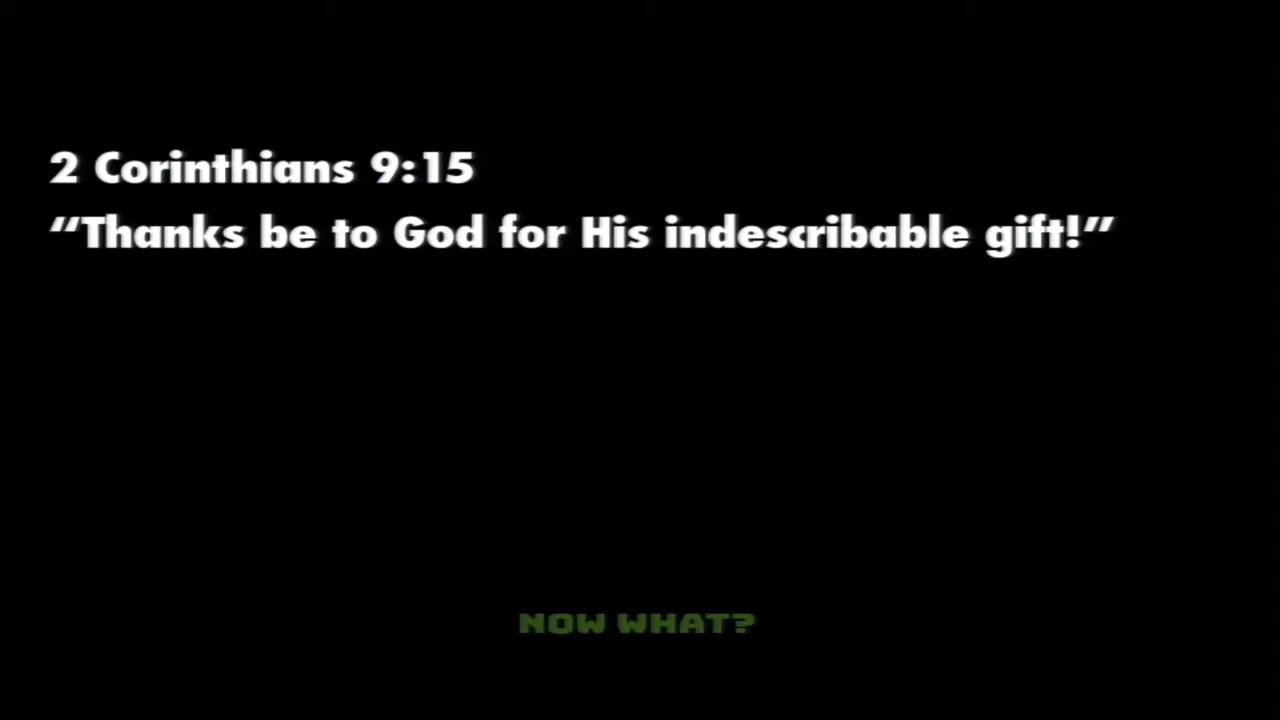 2 Corinthians 9:15
“Thanks be to God for His indescribable gift!”
NOW WHAT?